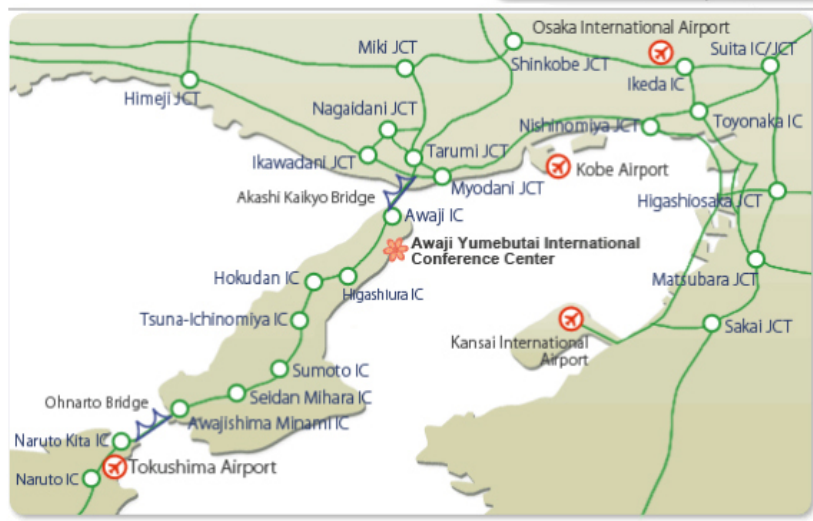 Osaka International Airport
Miki JCT
Suita IC/JCT
Shinkobe JCT
Ikeda IC
Himeji JCT
Nagaidani JCT
Nishinomiya JCT
Toyonaka IC
Tarumi JCT
Ikawadani JCT
Kobe Airport
Myodani JCT
Akashi Kaikyo Bridge
Higashiosaka JCT
Awaji IC
Awaji Yumebutai International
Conference Center
Hokudan IC
Matsubara JCT
Higashiura IC
Tsuna-Ichinomiya IC
Sakai JCT
Kansai International
Airport
Sumoto IC
Seidan Mihara IC
Ohnarto Bridge
Awajishima Minami IC
Naruto Kita IC
Tokushima Airport
Naruto IC